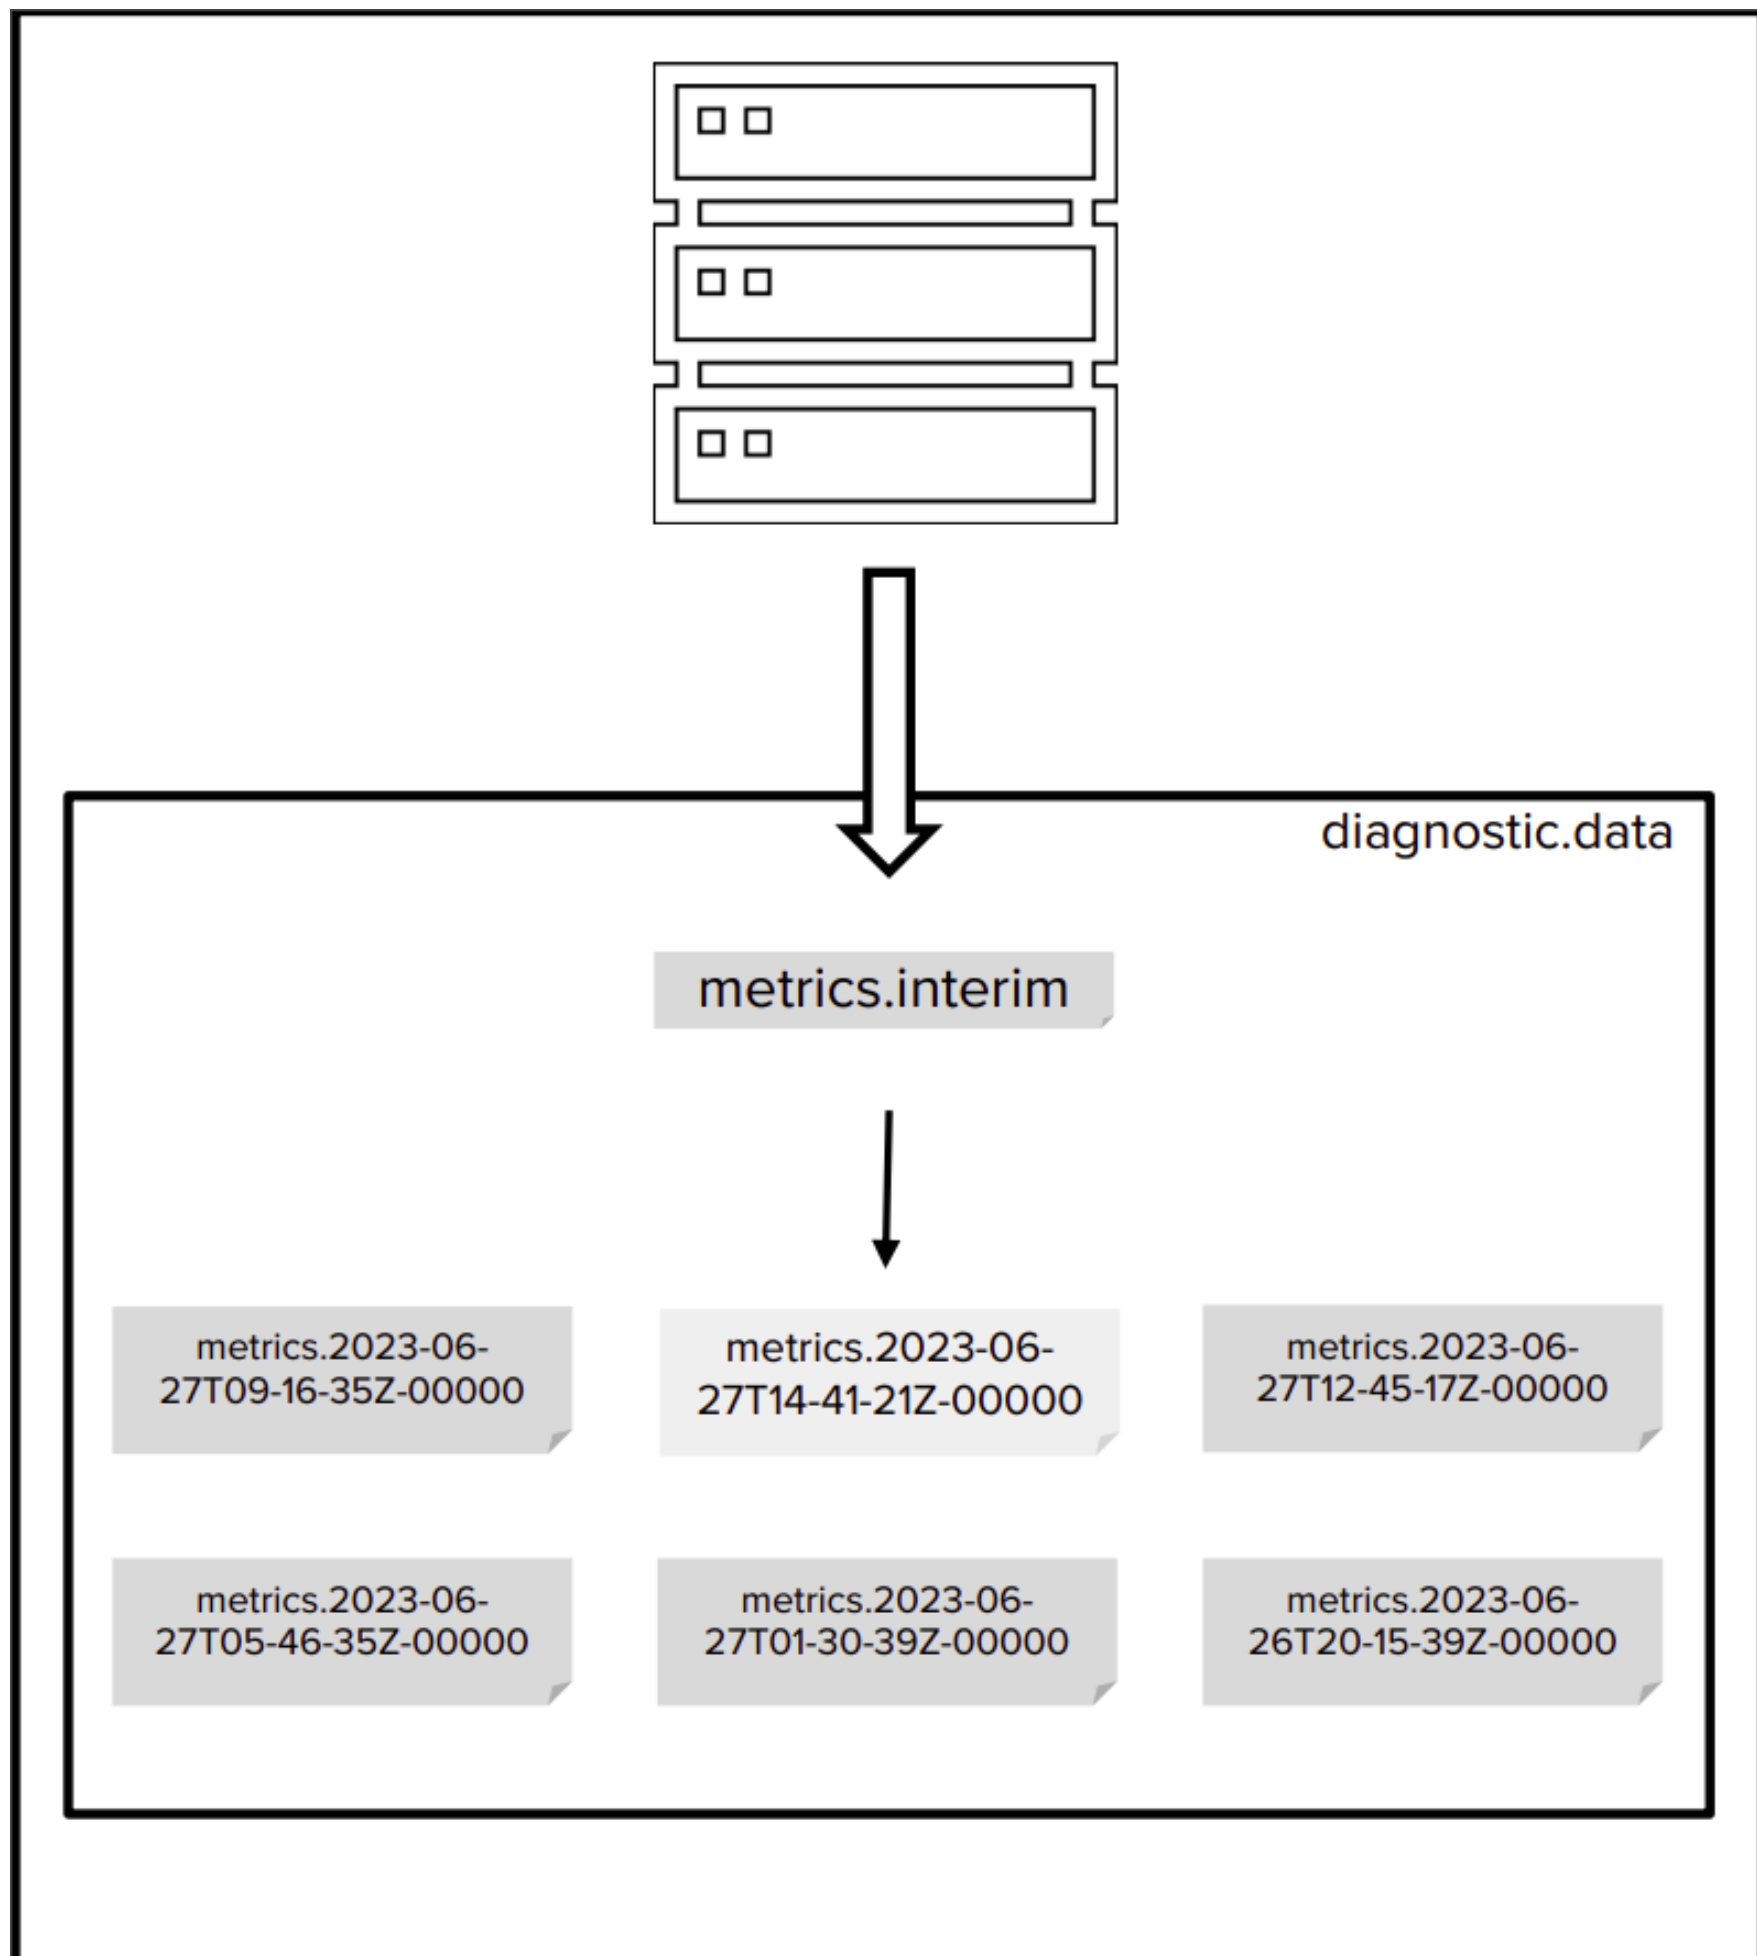 diagnostic.data
metrics.interim
metrics.2023-06-
27T09-16-35Z-00000
metrics.2023-06-
27T14-41-21Z-00000
metrics.2023-06-
27T12-45-17Z-00000
metrics.2023-06-
27T05-46-35Z-00000
metrics.2023-06-
27T01-30-39Z-00000
metrics.2023-06-
26T20-15-39Z-00000